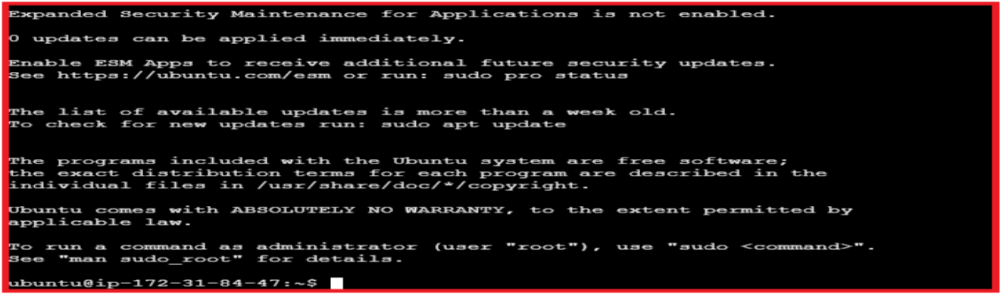 Expanded Security Maintenance for Applications is not enabled.
0 updates can be applied immediately.
Enable ESM Apps to receive additional future security updates.
See https://ubuntu.com/esm or run: sudo pro status
The list of available updates is more than a week old.
To check for new updates run: sudo apt update
The programs included with the Ubuntu system are free software;
the exact distribution terms for each program are described in the
individual files in /usr/share/doc/*/copyright.
Ubuntu comes with ABSOLUTELY NO WARRANTY, to the extent permitted by
applicable law.
To run a command as administrator (user "root"), use "sudo <command>".
See "man sudo_root" for details.
ubuntu@ip-172-31-84-47:~$